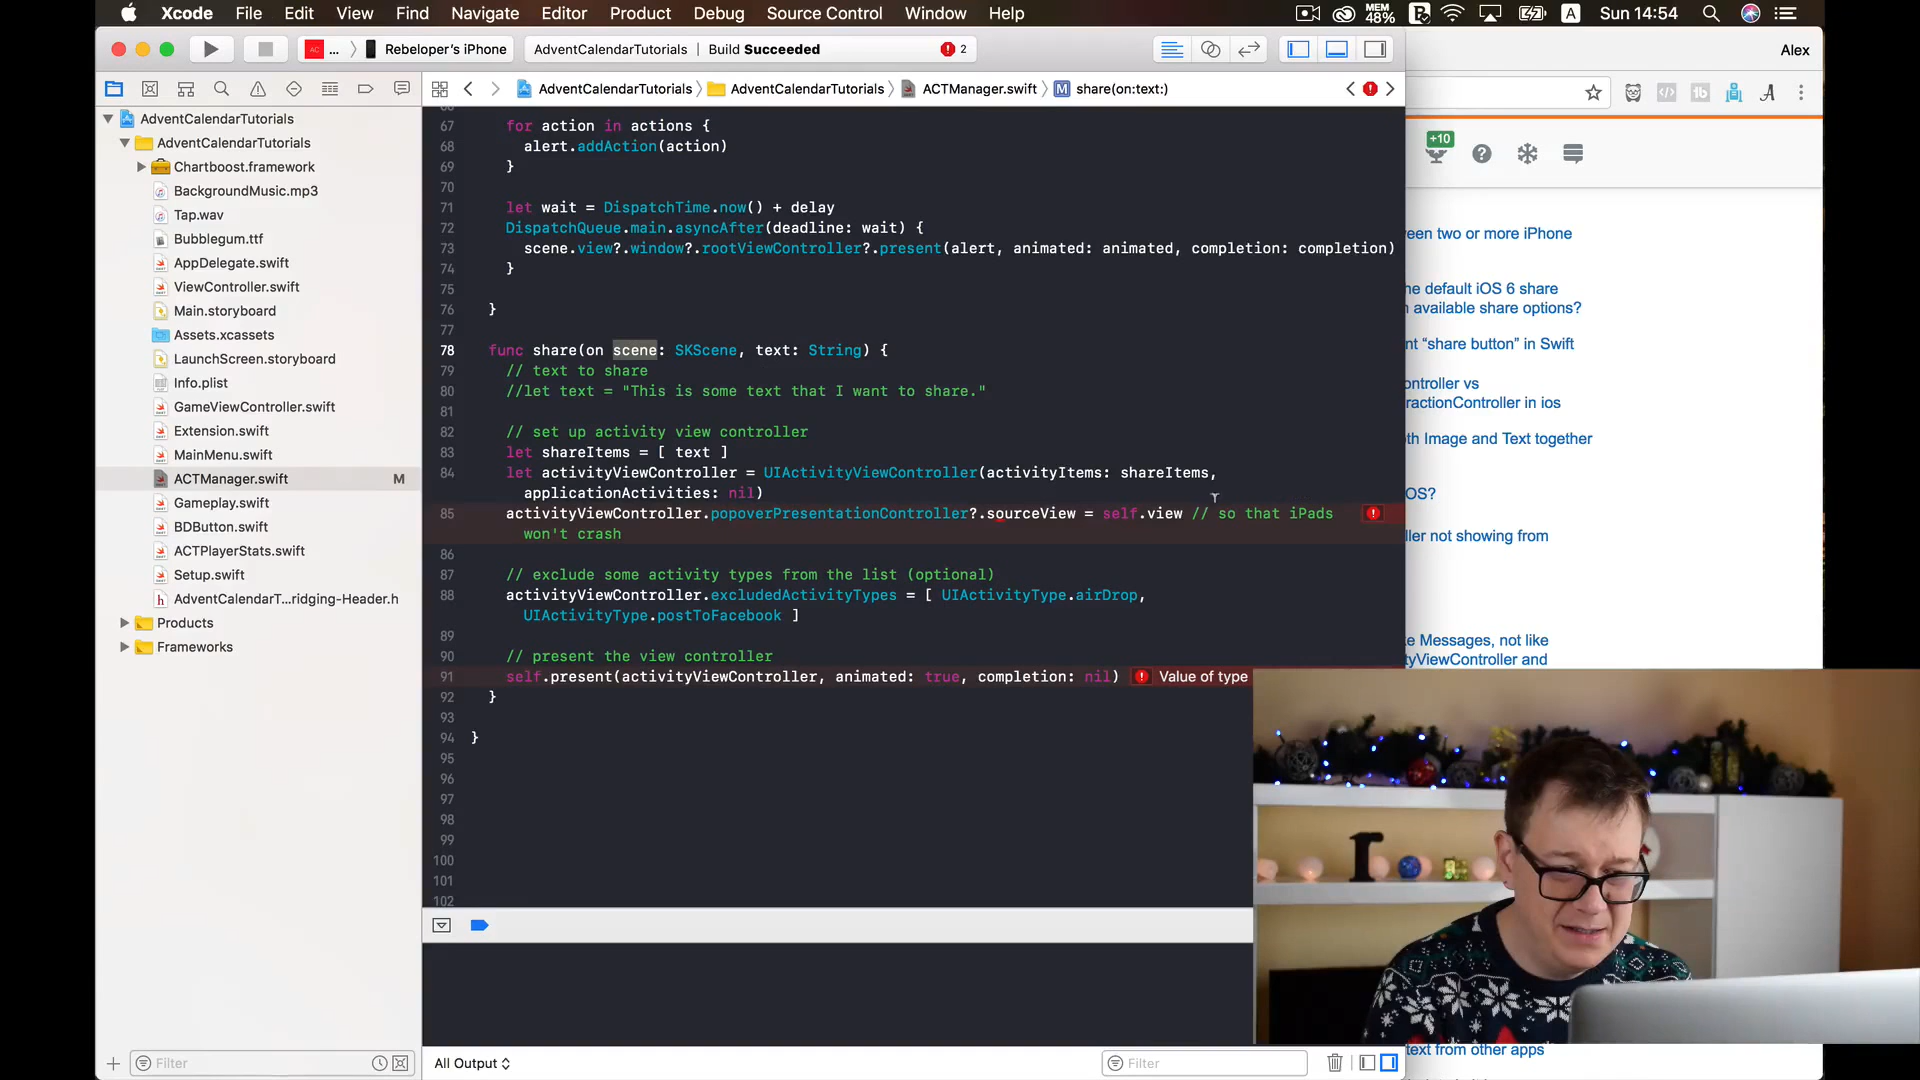 Xcode File Edit View Find Navigate Editor Product Debug Source Control Window Help MEM 48% A Sun 14:54
... Rebeloper's iPhone AdventCalendarTutorials | Build Succeeded 2 Alex
AdventCalendarTutorials AdventCalendarTutorials ACTManager.swift M share(on:text:)
AdventCalendarTutorials
AdventCalendarTutorials
Chartboost.framework
BackgroundMusic.mp3
Tap.wav
Bubblegum.ttf
AppDelegate.swift
ViewController.swift
Main.storyboard
Assets.xcassets
LaunchScreen.storyboard
Info.plist
GameViewController.swift
Extension.swift
MainMenu.swift
ACTManager.swift M
Gameplay.swift
BDButton.swift
ACTPlayerStats.swift
Setup.swift
h AdventCalendarT...ridging-Header.h
Products
Frameworks
Filter
67 for action in actions {
68 alert.addAction(action)
69 }
70
71 let wait = DispatchTime.now() + delay
72 DispatchQueue.main.asyncAfter(deadline: wait) {
73 scene.view?.window?.rootViewController?.present(alert, animated: animated, completion: completion)
74 }
75
76 }
77
78 func share(on scene: SKScene, text: String) {
79 // text to share
80 //let text = "This is some text that I want to share."
81
82 // set up activity view controller
83 let shareItems = [ text ]
84 let activityViewController = UIActivityViewController(activityItems: shareItems,
applicationActivities: nil)
85 activityViewController.popoverPresentationController?.sourceView = self.view // so that iPads
won't crash
86
87 // exclude some activity types from the list (optional)
88 activityViewController.excludedActivityTypes = [ UIActivityType.airDrop,
UIActivityType.postToFacebook ]
89
90 // present the view controller
91 self.present(activityViewController, animated: true, completion: nil) Value of type
92 }
93
94 }
95
96
97
98
99
100
101
102
All Output
Filter
+10
een two or more iPhone
ne default iOS 6 share
available share options?
nt “share button” in Swift
ontroller vs
ractionController in ios
oth Image and Text together
OS?
ller not showing from
ke Messages, not like
tyViewController and
text from other apps